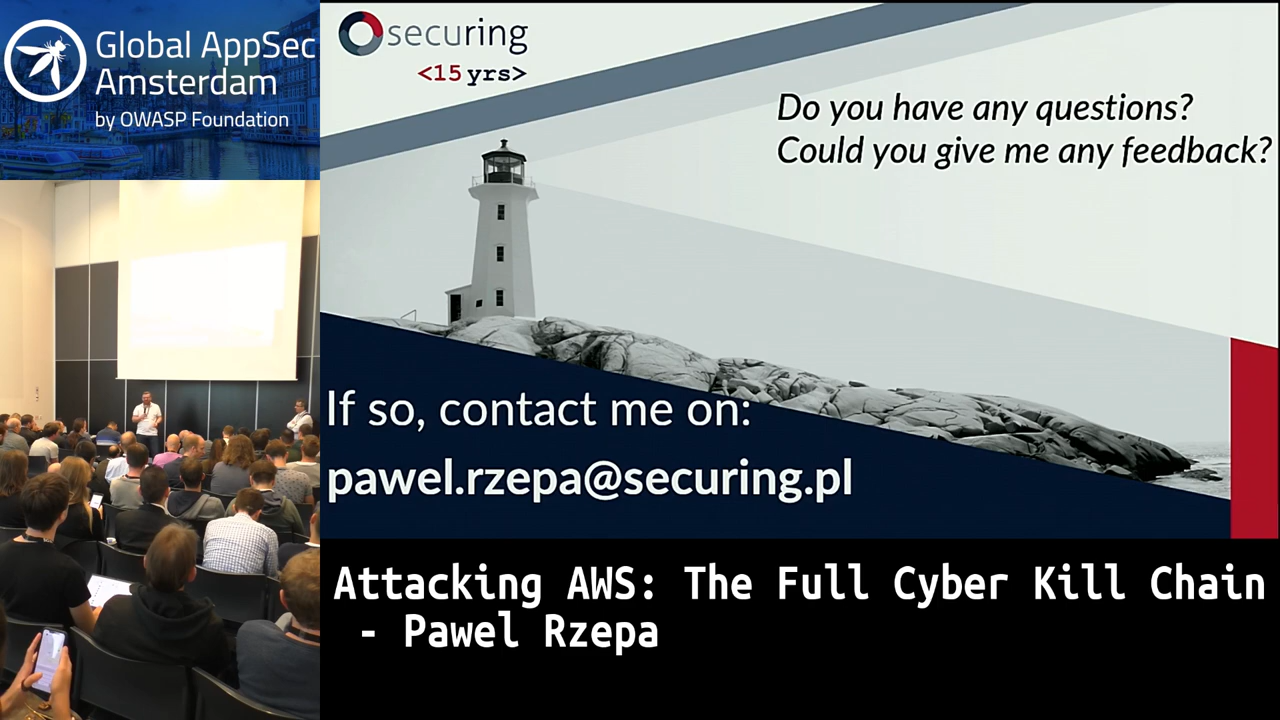 Global AppSec
Amsterdam
by OWASP Foundation
securing
<15 yrs>
Do you have any questions?
Could you give me any feedback?
If so, contact me on:
pawel.rzepa@securing.pl
Attacking AWS: The Full Cyber Kill Chain
- Pawel Rzepa